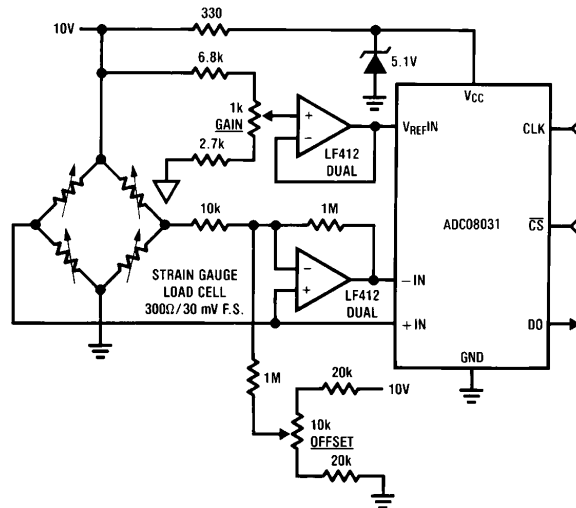 10V
330
5.1V
6.8k
1k
GAIN
2.7k
+
−
LF412
DUAL
VCC
VREFIN
CLK
ADC08031
CS
10k
1M
STRAIN GAUGE
LOAD CELL
300Ω/30 mV F.S.
−
+
LF412
DUAL
−IN
+IN
DO
GND
1M
20k
10V
10k
OFFSET
20k